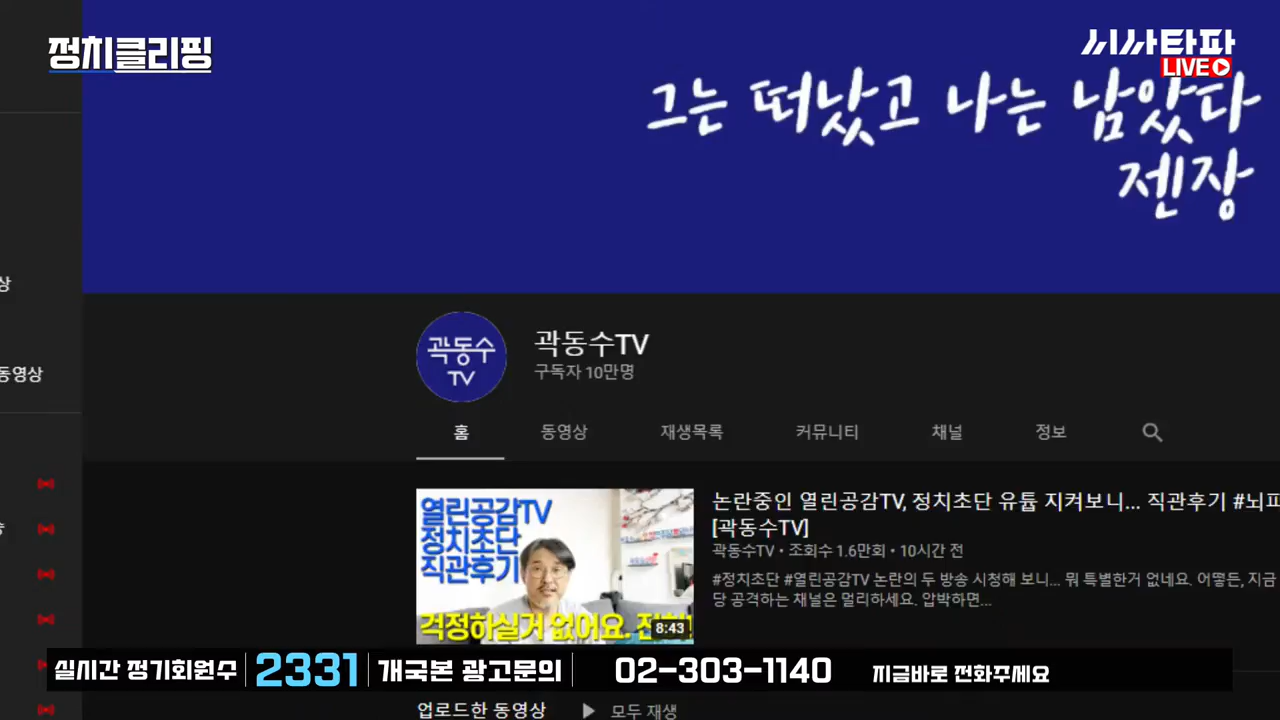 정치클리핑
씨싸타파
LIVE
그는 떠났고 나는 남았다
젠장
상
동영상
곽동수
TV
곽동수TV
구독자 10만명
홈
동영상
재생목록
커뮤니티
채널
정보
열린공감TV
정치초단
직관후기
걱정하실거 없어요.
8:43
논란중인 열린공감TV, 정치초단 유튭 지켜보니... 직관후기 #뇌피
[곽동수TV]
곽동수TV • 조회수 1.6만회 • 10시간 전
#정치초단 #열린공감TV 논란의 두 방송 시청해 보니... 뭐 특별한거 없네요. 어떻든, 지금
당 공격하는 채널은 멀리하세요. 압박하면...
실시간 정기회원수 2331 개국본 광고문의 02-303-1140 지금바로 전화주세요
업로드한 동영상 모두 재생